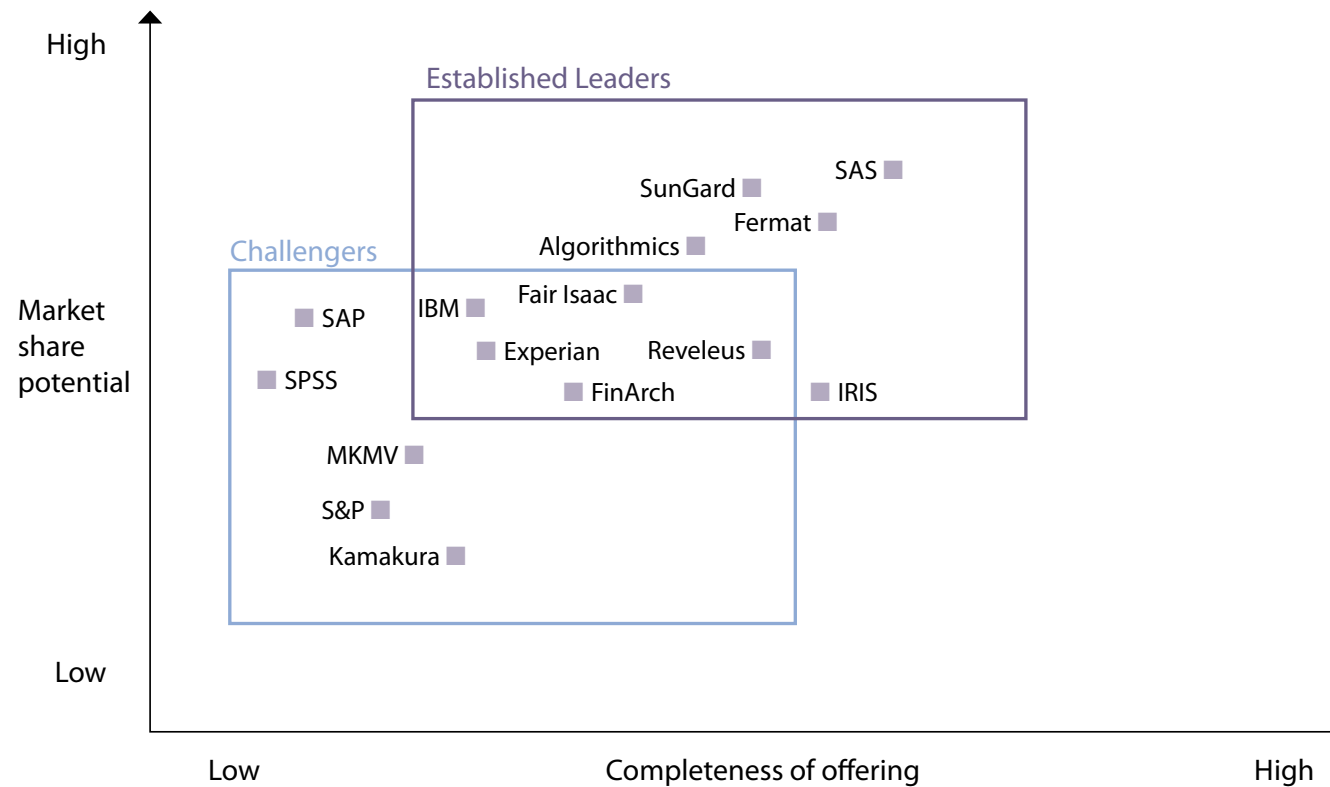 High
Established Leaders
SAS
SunGard
Fermat
Algorithmics
Challengers
Fair Isaac
IBM
SAP
Market
share
potential
Experian
Reveleus
SPSS
FinArch
IRIS
MKMV
S&P
Kamakura
Low
Low
Completeness of offering
High